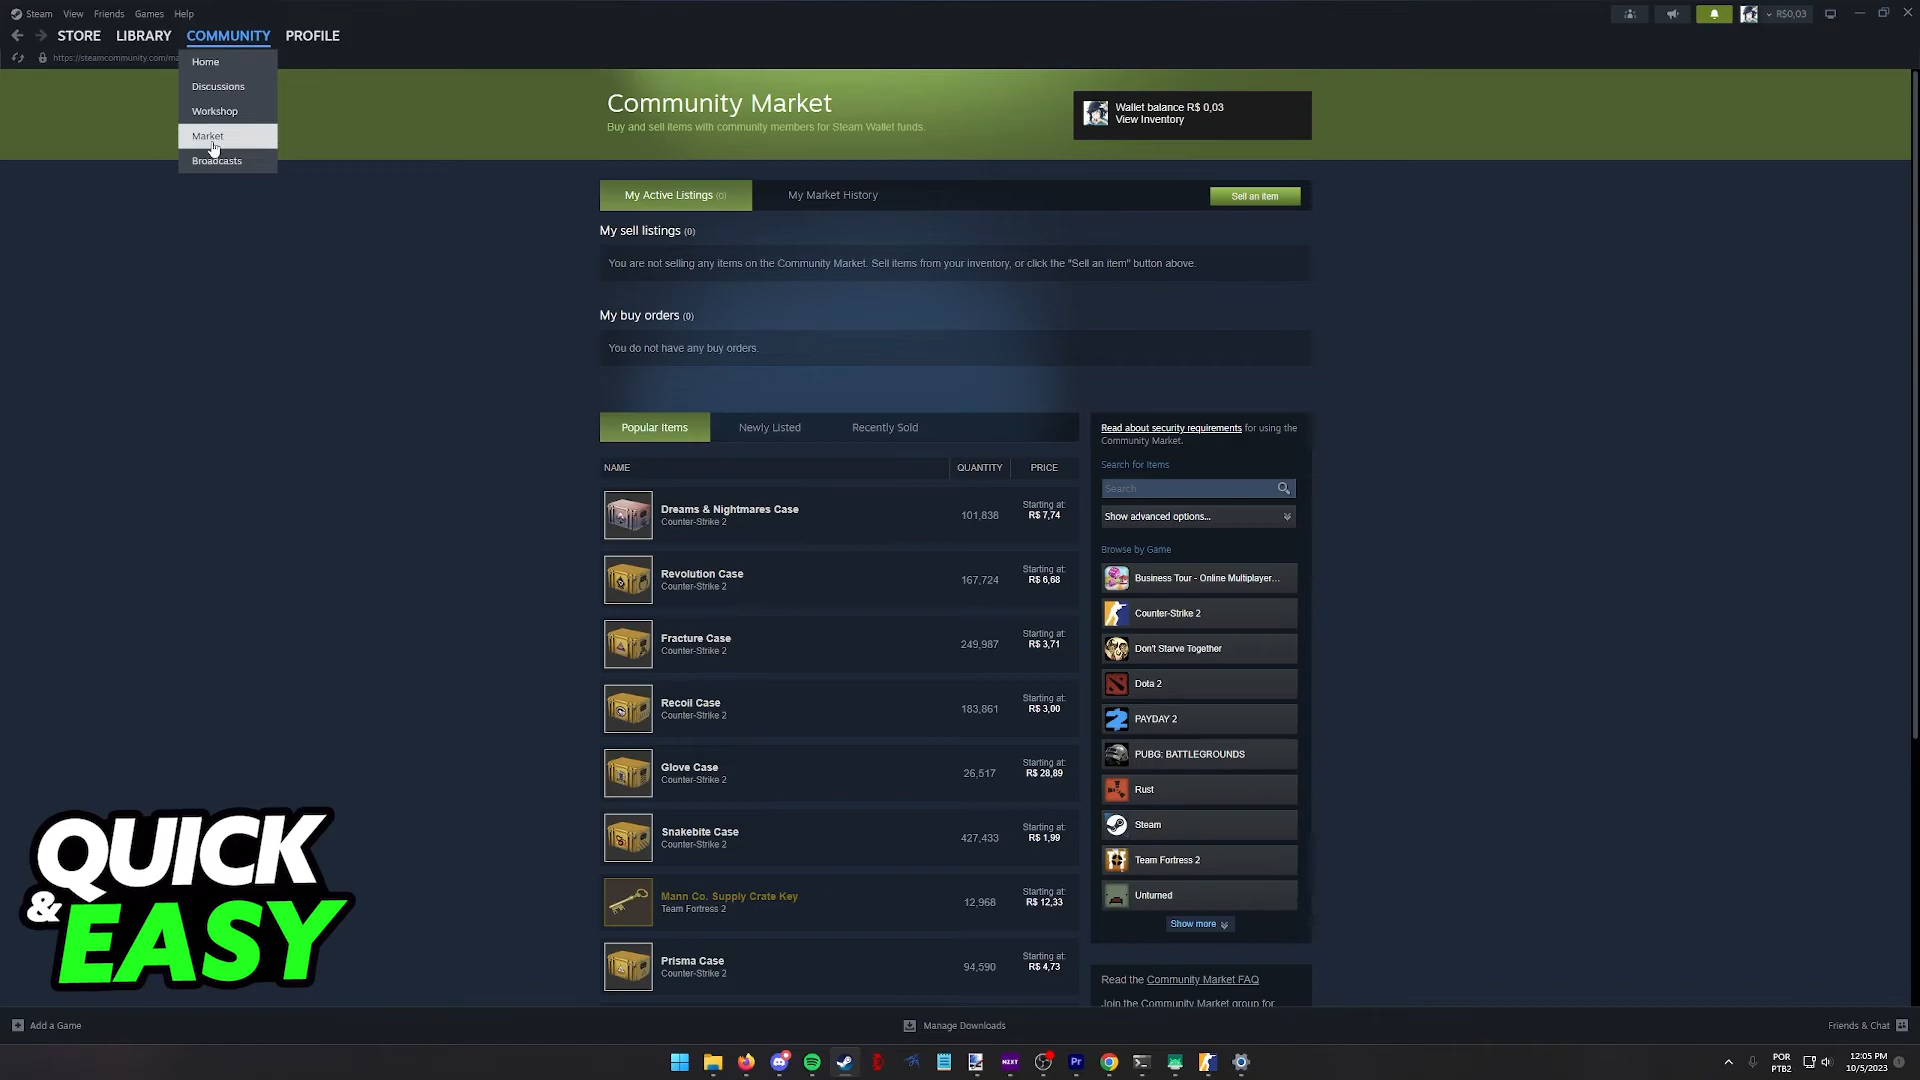 Steam View Friends Games Help
R$0,03
STORE LIBRARY COMMUNITY PROFILE
https://steamcommunity.com/ma
Home
Discussions
Workshop
Market
Broadcasts
Community Market
Buy and sell items with community members for Steam Wallet funds.
Wallet balance R$ 0,03
View Inventory
My Active Listings (0)
My Market History
Sell an item
My sell listings (0)
You are not selling any items on the Community Market. Sell items from your inventory, or click the "Sell an item" button above.
My buy orders (0)
You do not have any buy orders.
Popular Items
Newly Listed
Recently Sold
NAME QUANTITY PRICE
Dreams & Nightmares Case
Counter-Strike 2
101,838
Starting at:
R$ 7,74
Revolution Case
Counter-Strike 2
167,724
Starting at:
R$ 6,68
Fracture Case
Counter-Strike 2
249,987
Starting at:
R$ 3,71
Recoil Case
Counter-Strike 2
183,861
Starting at:
R$ 3,00
Glove Case
Counter-Strike 2
26,517
Starting at:
R$ 28,89
Snakebite Case
Counter-Strike 2
427,433
Starting at:
R$ 1,99
Mann Co. Supply Crate Key
Team Fortress 2
12,968
Starting at:
R$ 12,33
Prisma Case
Counter-Strike 2
94,590
Starting at:
R$ 4,73
Read about security requirements for using the
Community Market.
Search for Items
Search
Show advanced options...
Browse by Game
Business Tour - Online Multiplayer...
Counter-Strike 2
Don't Starve Together
Dota 2
PAYDAY 2
PUBG: BATTLEGROUNDS
Rust
Steam
Team Fortress 2
Unturned
Show more
Read the Community Market FAQ
Join the Community Market group for
QUICK
& EASY
Add a Game
Manage Downloads
Friends & Chat
NZXT
Pr
POR
PTB2
12:05 PM
10/5/2023